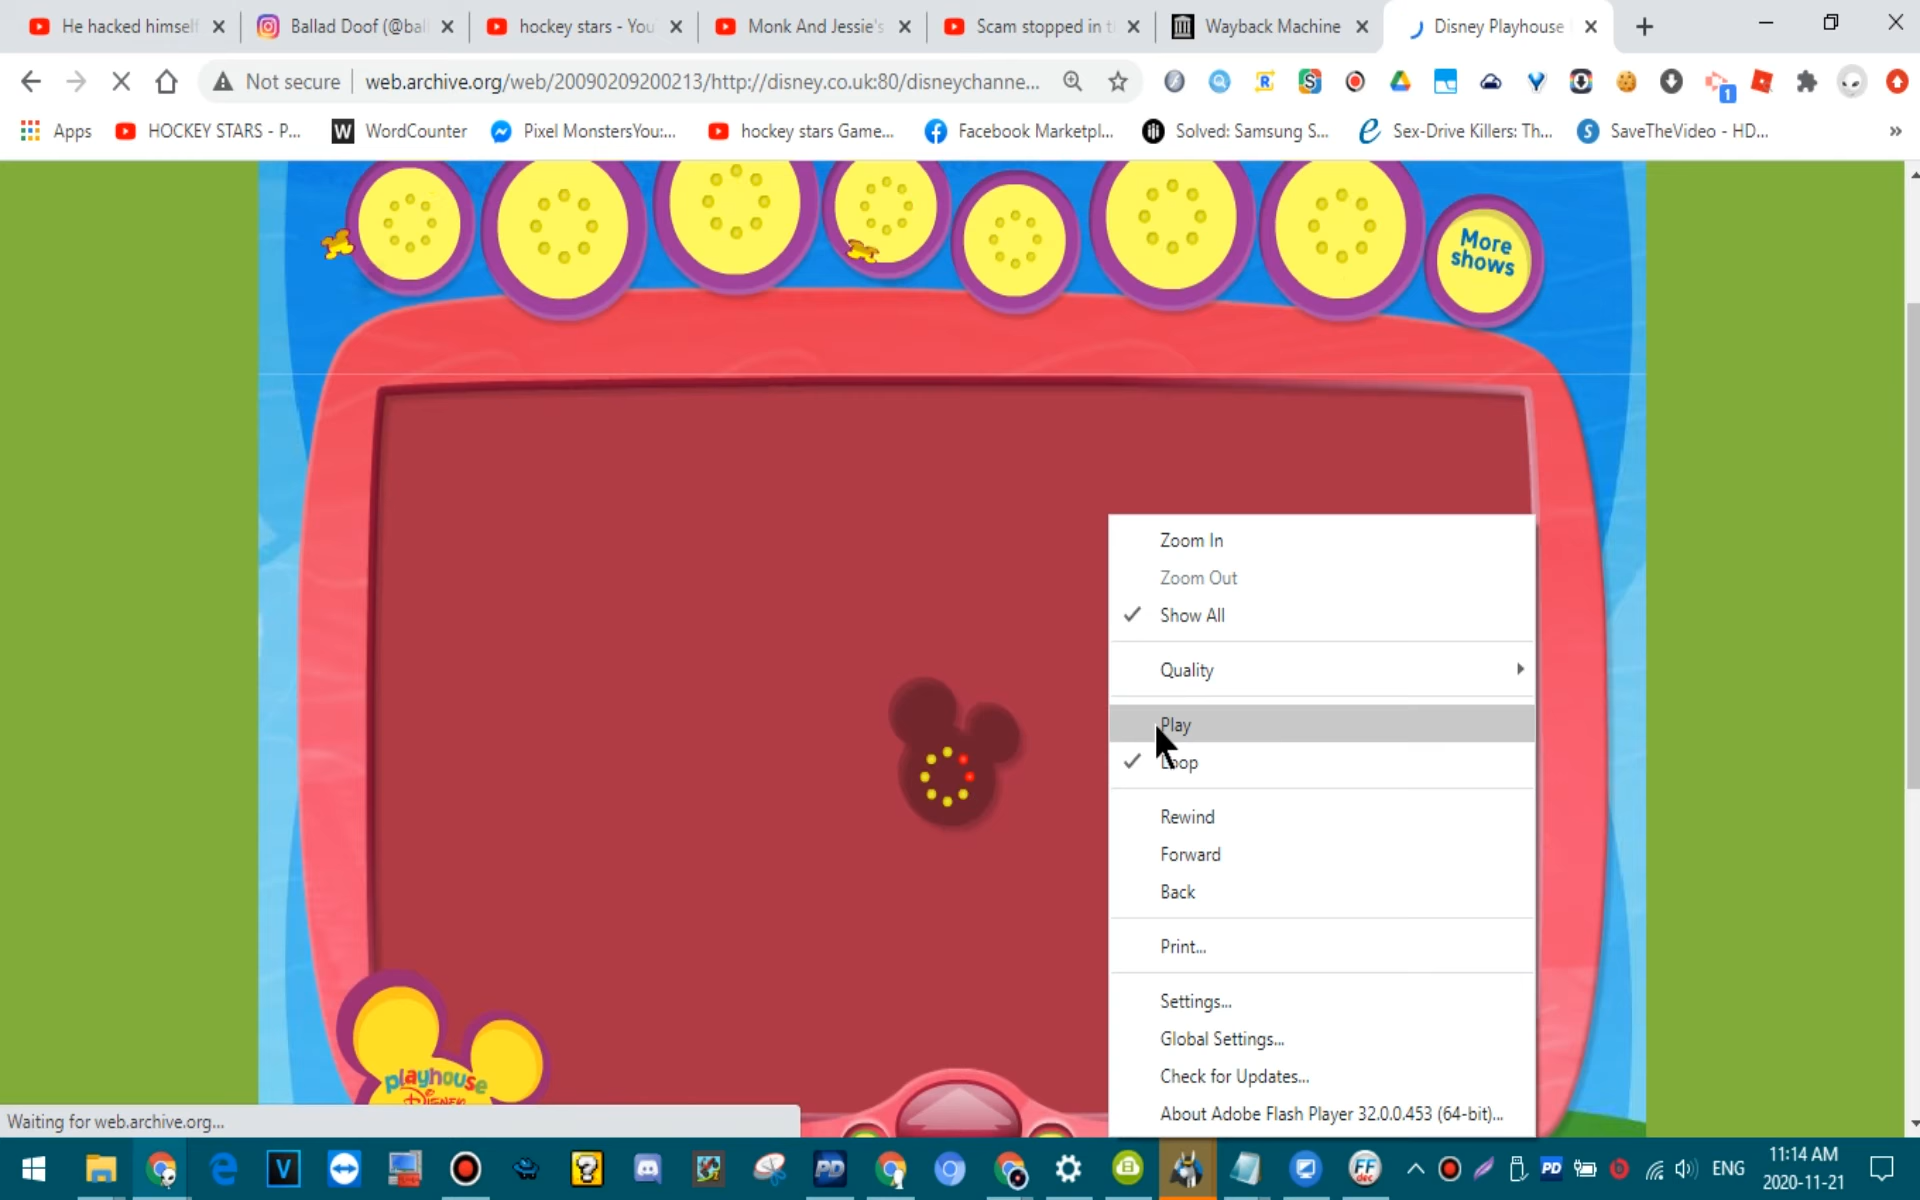 He hacked himself
Ballad Doof (@bal
hockey stars - You
Monk And Jessie's
Scam stopped in t
Wayback Machine
Disney Playhouse
Not secure
web.archive.org/web/20090209200213/http://disney.co.uk:80/disneychanne...
Apps
HOCKEY STARS - P...
WordCounter
Pixel MonstersYou:...
hockey stars Game...
Facebook Marketpl...
Solved: Samsung S...
Sex-Drive Killers: Th...
SaveTheVideo - HD...
More
shows
Zoom In
Zoom Out
Show All
Quality
Play
Loop
Rewind
Forward
Back
Print...
Settings...
Global Settings...
Check for Updates...
About Adobe Flash Player 32.0.0.453 (64-bit)...
playhouse
DISNEY
Waiting for web.archive.org...
ENG
11:14 AM
2020-11-21